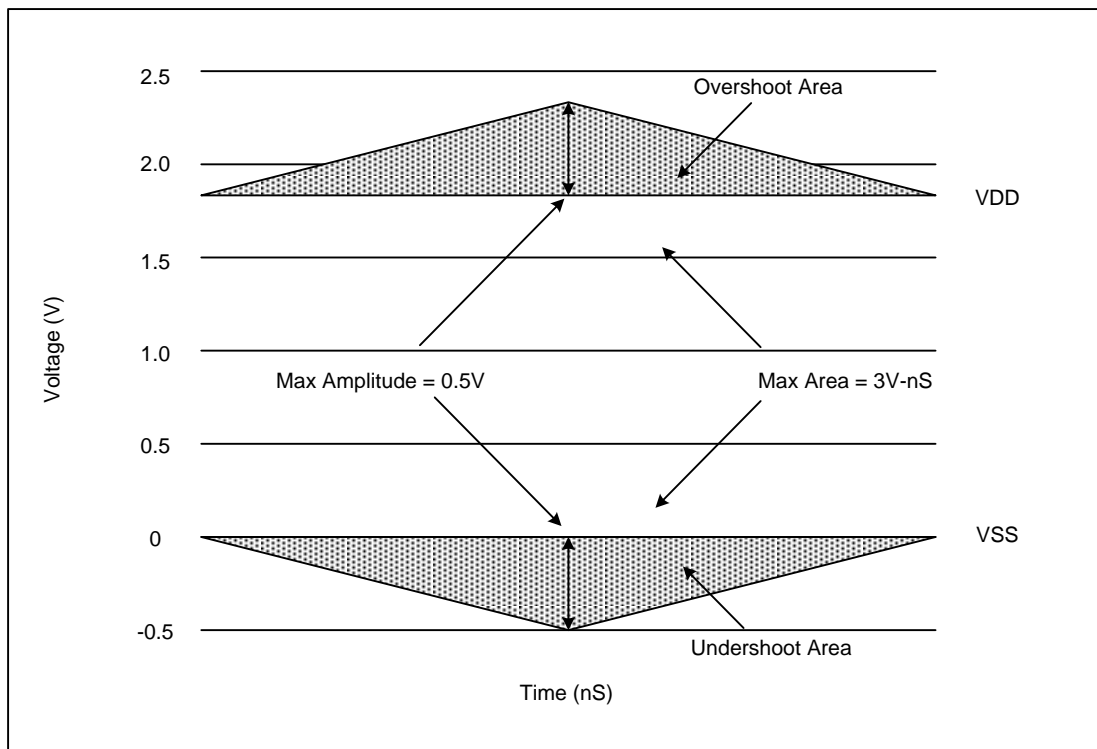 2.5
Overshoot Area
2.0
VDD
1.5
Voltage (V)
1.0
Max Amplitude = 0.5V
Max Area = 3V-nS
0.5
0
VSS
-0.5
Undershoot Area
Time (nS)